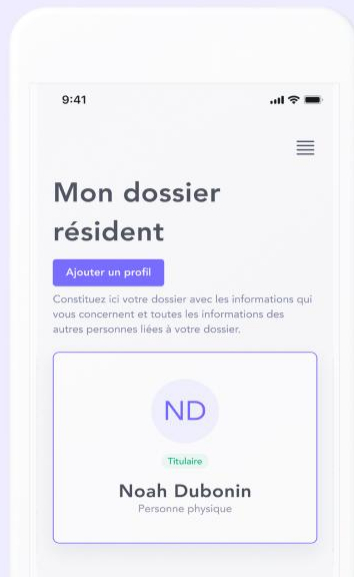 9:41
Mon dossier
résident
Ajouter un profil
Constituez ici votre dossier avec les informations qui
vous concernent et toutes les informations des
autres personnes liées à votre dossier.
ND
Titulaire
Noah Dubonin
Personne physique